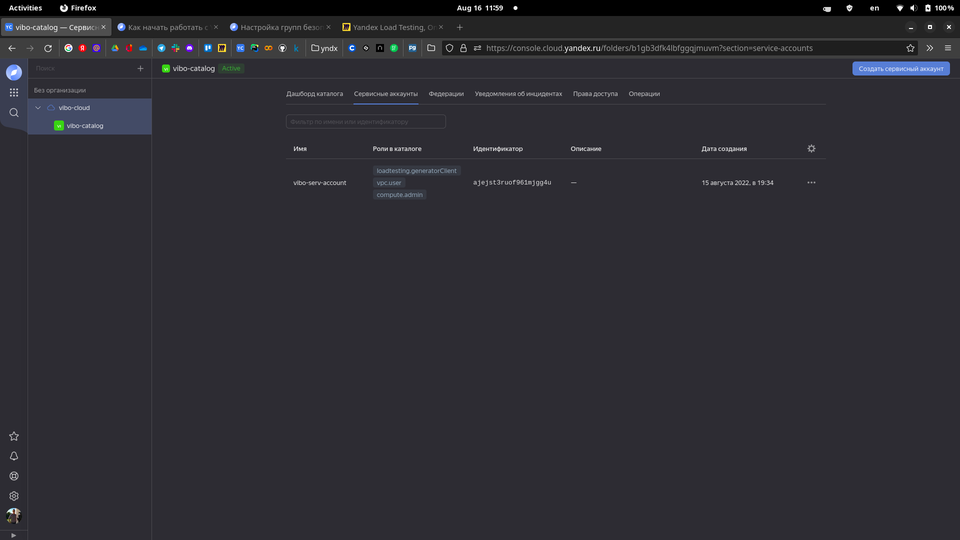 Activities
Firefox
Aug 16 11:59
en
100%
vibo-catalog — Сервисн
Как начать работать с
Настройка групп безоп
Yandex Load Testing, Ст
yndx
https://console.cloud.yandex.ru/folders/b1gb3dfk4lbfggqjmuvm?section=service-accounts
Поиск
vibo-catalog
Active
Создать сервисный аккаунт
Без организации
vibo-cloud
vibo-catalog
Дашборд каталога
Сервисные аккаунты
Федерации
Уведомления об инцидентах
Права доступа
Операции
Фильтр по имени или идентификатору
Имя
Роли в каталоге
Идентификатор
Описание
Дата создания
vibo-serv-account
loadtesting.generatorClient
vpc.user
compute.admin
ajejst3ruof961mjgg4u
—
15 августа 2022, в 19:34